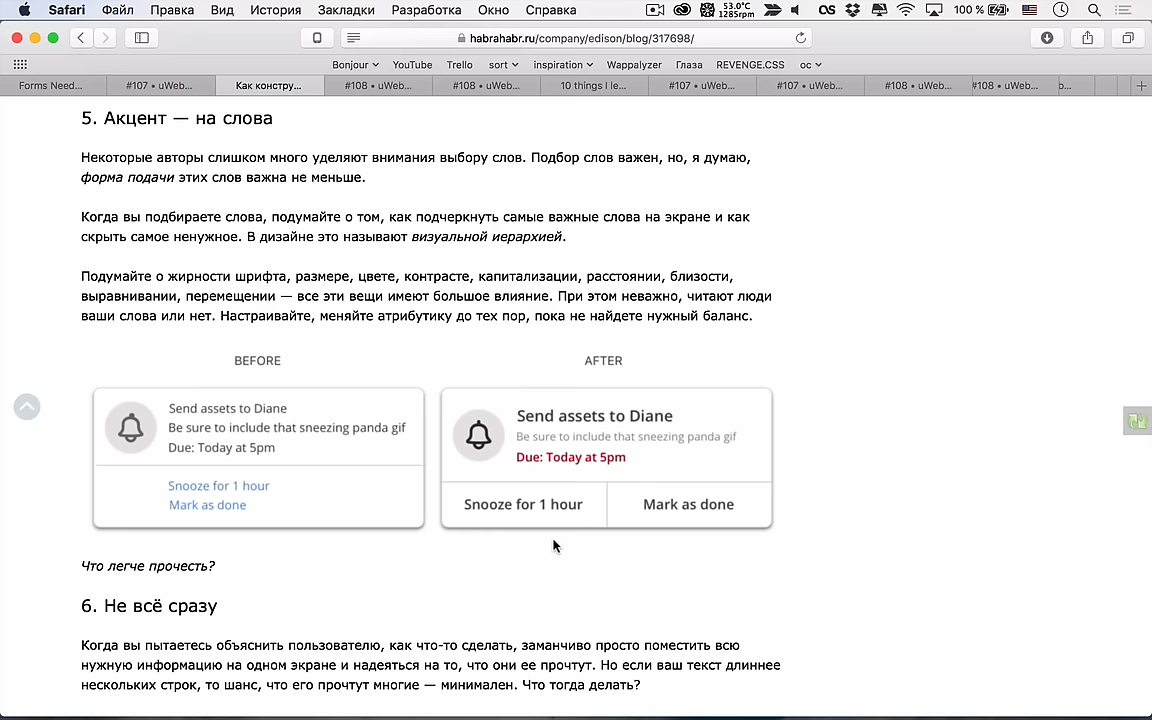 Safari Файл Правка Вид История Закладки Разработка Окно Справка 53.0°C 1285rpm 100 %
habrahabr.ru/company/edison/blog/317698/
Bonjour YouTube Trello sort inspiration Wappalyzer Глаза REVENGE.CSS ос
Forms Need... #107 • uWeb... Как констру... #108 • uWeb... #108 • uWeb... 10 things I le... #107 • uWeb... #107 • uWeb... #108 • uWeb... #108 • uWeb...
5. Акцент — на слова
Некоторые авторы слишком много уделяют внимания выбору слов. Подбор слов важен, но, я думаю,
форма подачи этих слов важна не меньше.
Когда вы подбираете слова, подумайте о том, как подчеркнуть самые важные слова на экране и как
скрыть самое ненужное. В дизайне это называют визуальной иерархией.
Подумайте о жирности шрифта, размере, цвете, контрасте, капитализации, расстоянии, близости,
выравнивании, перемещении — все эти вещи имеют большое влияние. При этом неважно, читают люди
ваши слова или нет. Настраивайте, меняйте атрибутику до тех пор, пока не найдете нужный баланс.
BEFORE
Send assets to Diane
Be sure to include that sneezing panda gif
Due: Today at 5pm
Snooze for 1 hour
Mark as done
AFTER
Send assets to Diane
Be sure to include that sneezing panda gif
Due: Today at 5pm
Snooze for 1 hour Mark as done
Что легче прочесть?
6. Не всё сразу
Когда вы пытаетесь объяснить пользователю, как что-то сделать, заманчиво просто поместить всю
нужную информацию на одном экране и надеяться на то, что они ее прочтут. Но если ваш текст длиннее
нескольких строк, то шанс, что его прочтут многие — минимален. Что тогда делать?